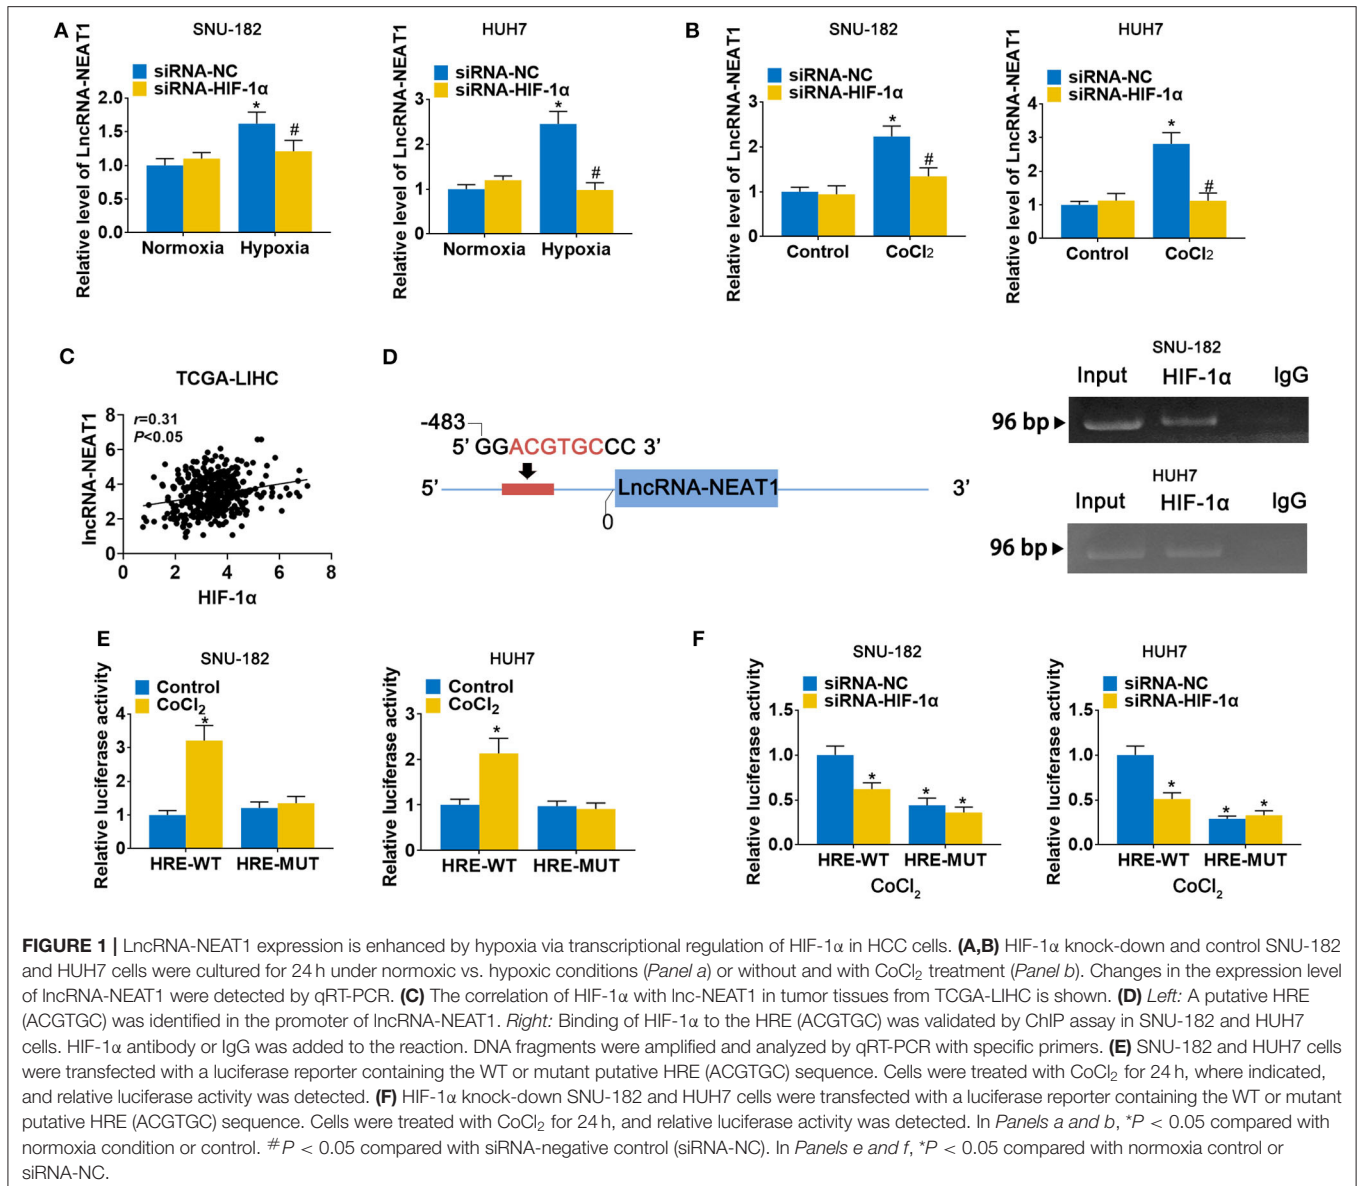 A
SNU-182
siRNA-NC
siRNA-HIF-1α
Relative level of LncRNA-NEAT1
2.0
1.5
1.0
0.5
0.0
*
#
Normoxia Hypoxia
HUH7
siRNA-NC
siRNA-HIF-1α
Relative level of LncRNA-NEAT1
3
2
1
0
*
#
Normoxia Hypoxia
B
SNU-182
siRNA-NC
siRNA-HIF-1α
Relative level of LncRNA-NEAT1
3
2
1
0
*
#
Control CoCl2
HUH7
siRNA-NC
siRNA-HIF-1α
Relative level of LncRNA-NEAT1
4
3
2
1
0
*
#
Control CoCl2
C
TCGA-LIHC
r=0.31
P<0.05
lncRNA-NEAT1
8
6
4
2
0
0 2 4 6 8
HIF-1α
D
-483
5’ GGACGTGCCC 3’
5’ LncRNA-NEAT1 3’
0
SNU-182
Input HIF-1α IgG
96 bp
HUH7
Input HIF-1α IgG
96 bp
E
SNU-182
Control
CoCl2
Relative luciferase activity
4
3
2
1
0
*
HRE-WT HRE-MUT
HUH7
Control
CoCl2
Relative luciferase activity
3
2
1
0
*
HRE-WT HRE-MUT
F
SNU-182
siRNA-NC
siRNA-HIF-1α
Relative luciferase activity
1.5
1.0
0.5
0.0
* * *
HRE-WT HRE-MUT
CoCl2
HUH7
siRNA-NC
siRNA-HIF-1α
Relative luciferase activity
1.5
1.0
0.5
0.0
* * *
HRE-WT HRE-MUT
CoCl2
FIGURE 1 | LncRNA-NEAT1 expression is enhanced by hypoxia via transcriptional regulation of HIF-1α in HCC cells. (A,B) HIF-1α knock-down and control SNU-182
and HUH7 cells were cultured for 24 h under normoxic vs. hypoxic conditions (Panel a) or without and with CoCl2 treatment (Panel b). Changes in the expression level
of lncRNA-NEAT1 were detected by qRT-PCR. (C) The correlation of HIF-1α with lnc-NEAT1 in tumor tissues from TCGA-LIHC is shown. (D) Left: A putative HRE
(ACGTGC) was identified in the promoter of lncRNA-NEAT1. Right: Binding of HIF-1α to the HRE (ACGTGC) was validated by ChIP assay in SNU-182 and HUH7
cells. HIF-1α antibody or IgG was added to the reaction. DNA fragments were amplified and analyzed by qRT-PCR with specific primers. (E) SNU-182 and HUH7 cells
were transfected with a luciferase reporter containing the WT or mutant putative HRE (ACGTGC) sequence. Cells were treated with CoCl2 for 24 h, where indicated,
and relative luciferase activity was detected. (F) HIF-1α knock-down SNU-182 and HUH7 cells were transfected with a luciferase reporter containing the WT or mutant
putative HRE (ACGTGC) sequence. Cells were treated with CoCl2 for 24 h, and relative luciferase activity was detected. In Panels a and b, *P < 0.05 compared with
normoxia condition or control. #P < 0.05 compared with siRNA-negative control (siRNA-NC). In Panels e and f, *P < 0.05 compared with normoxia control or
siRNA-NC.